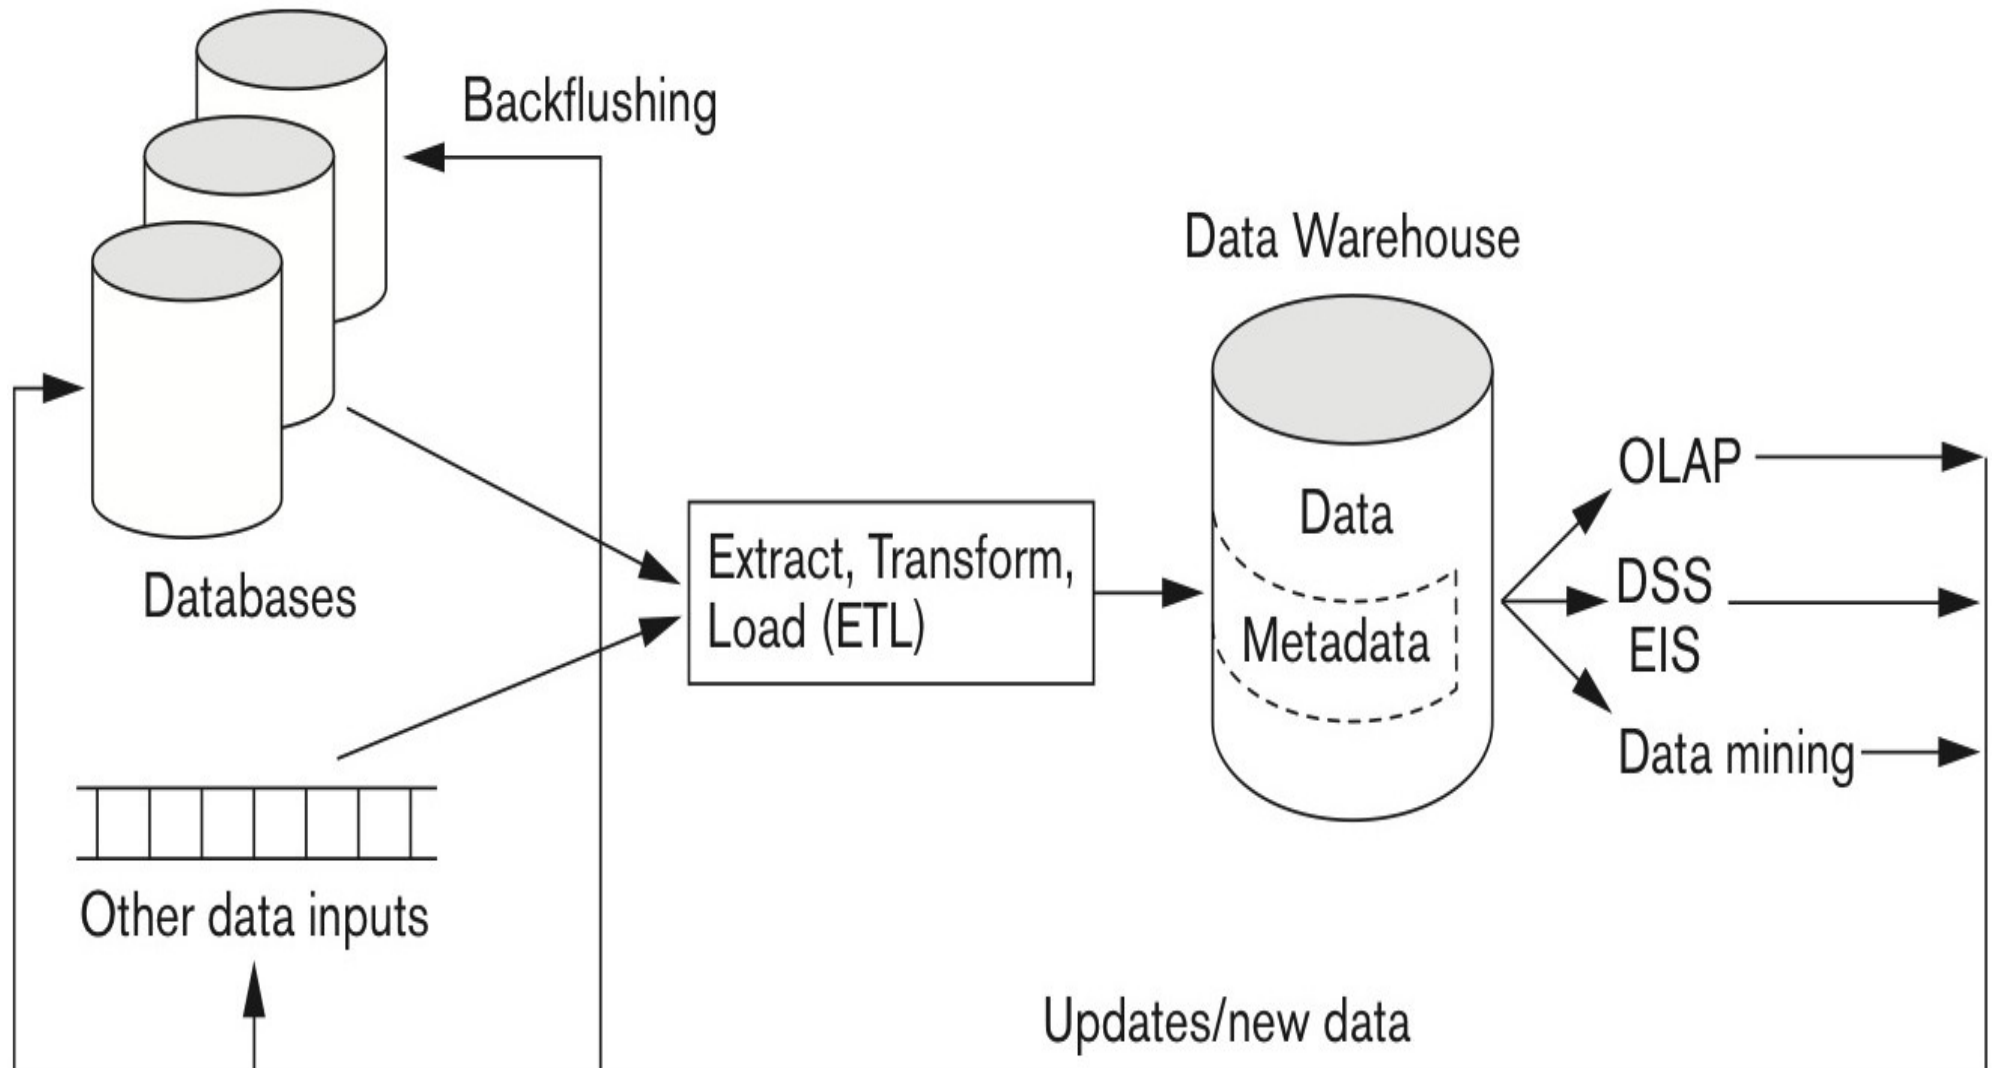 Backflushing
Data Warehouse
Databases
Extract, Transform,
Load (ETL)
Data
Metadata
OLAP
DSS
EIS
Data mining
Other data inputs
Updates/new data